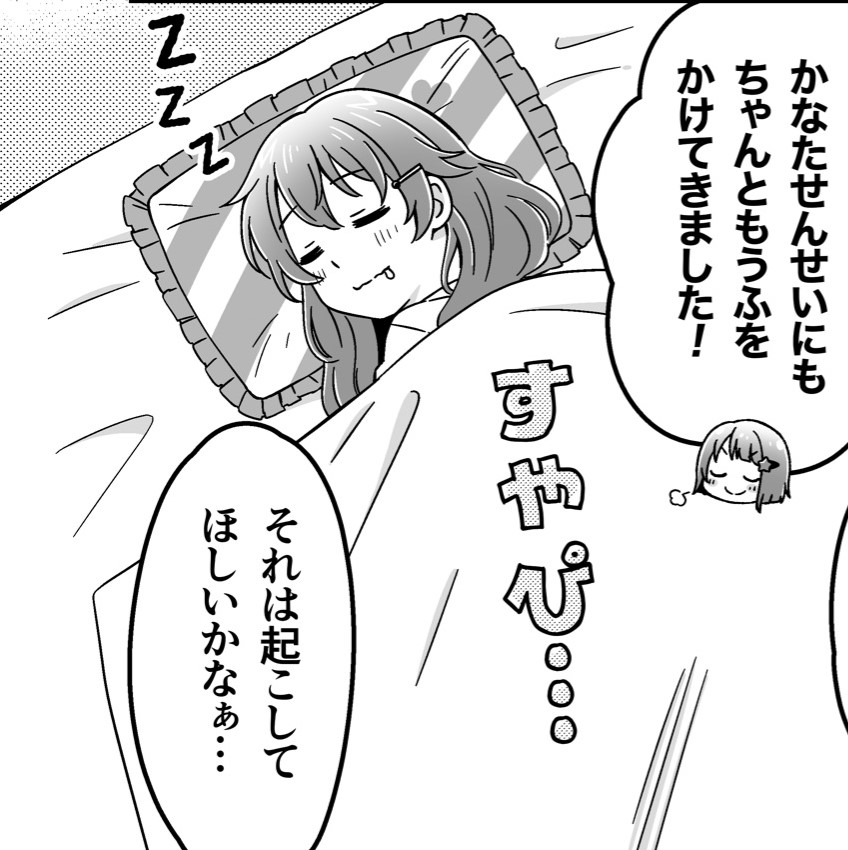 かなたせんせいにも
ちゃんともうふを
かけてきました！
Z
Z
Z
すやぴ…
それは起こして
ほしいかなぁ…